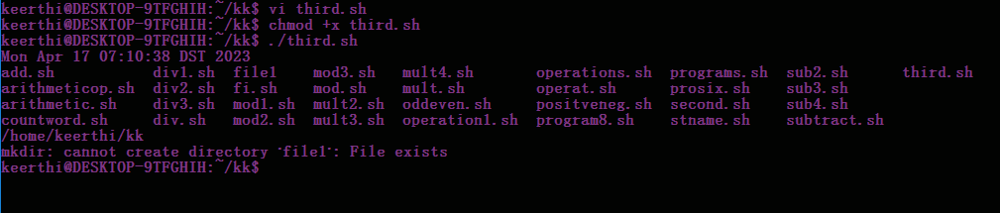 keerthi@DESKTOP-9TFGHIH:~/kk$ vi third.sh
keerthi@DESKTOP-9TFGHIH:~/kk$ chmod +x third.sh
keerthi@DESKTOP-9TFGHIH:~/kk$ ./third.sh
Mon Apr 17 07:10:38 DST 2023
add.sh div1.sh file1 mod3.sh mult4.sh operations.sh programs.sh sub2.sh third.sh
arithmeticop.sh div2.sh fi.sh mod.sh mult.sh operat.sh prosix.sh sub3.sh
arithmetic.sh div3.sh mod1.sh mult2.sh oddeven.sh positveneg.sh second.sh sub4.sh
countword.sh div.sh mod2.sh mult3.sh operation1.sh program8.sh stname.sh subtract.sh
/home/keerthi/kk
mkdir: cannot create directory ‘file1’: File exists
keerthi@DESKTOP-9TFGHIH:~/kk$